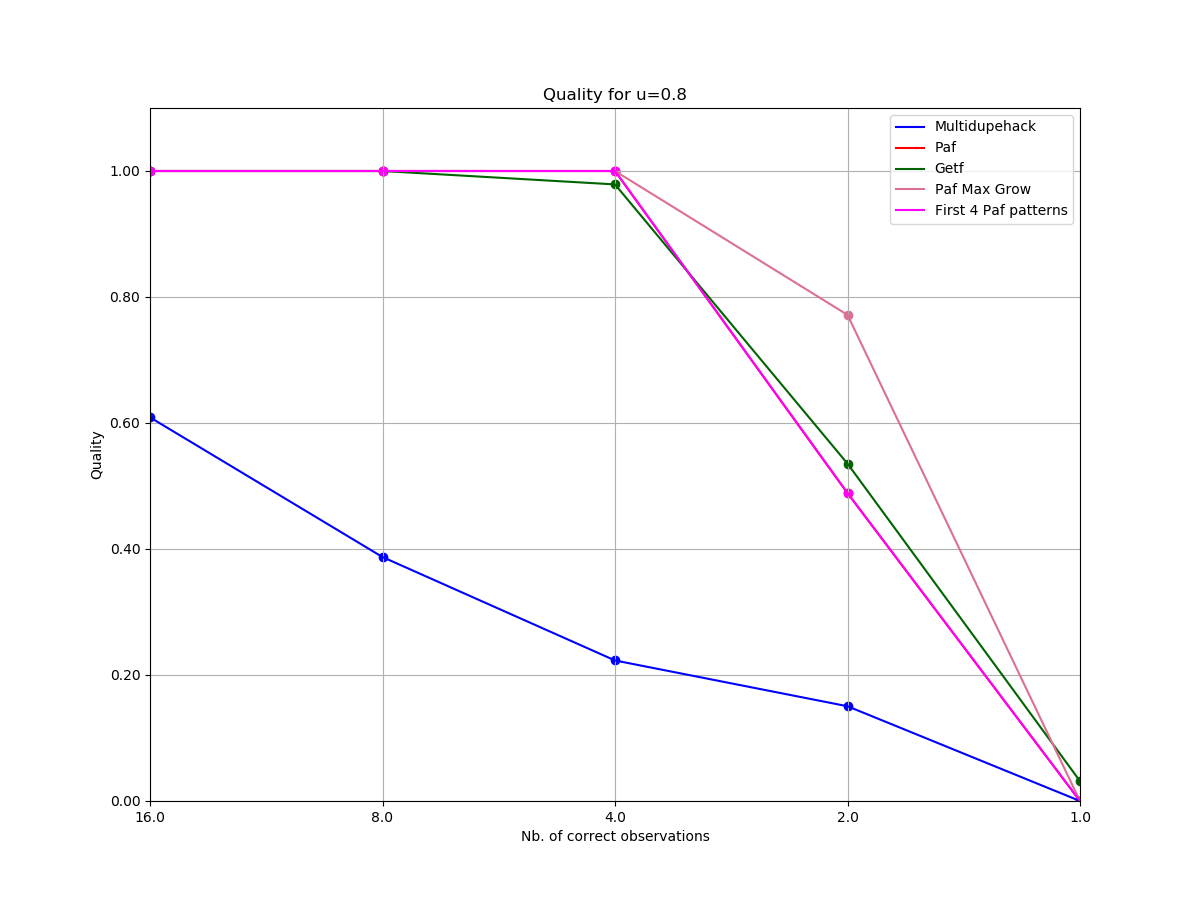 Quality for u=0.8
Multidupehack
Paf
Getf
Paf Max Grow
First 4 Paf patterns
1.00
0.80
0.60
0.40
0.20
0.00
Quality
16.0 8.0 4.0 2.0 1.0
Nb. of correct observations